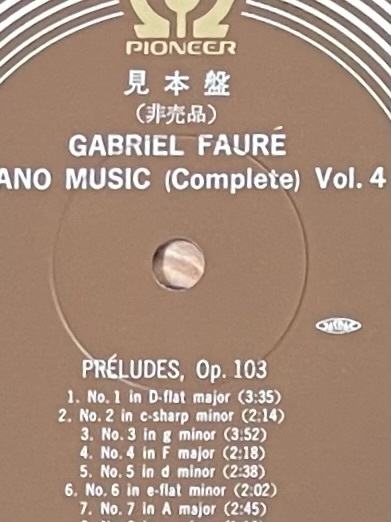 PIONEER
見本盤
(非売品)
GABRIEL FAURÉ
ANO MUSIC (Complete) Vol. 4
PRÉLUDES, Op. 103
1. No. 1 in D-flat major (3:35)
2. No. 2 in c-sharp minor (2:14)
3. No. 3 in g minor (3:52)
4. No. 4 in F major (2:18)
5. No. 5 in d minor (2:38)
6. No. 6 in e-flat minor (2:02)
7. No. 7 in A major (2:45)